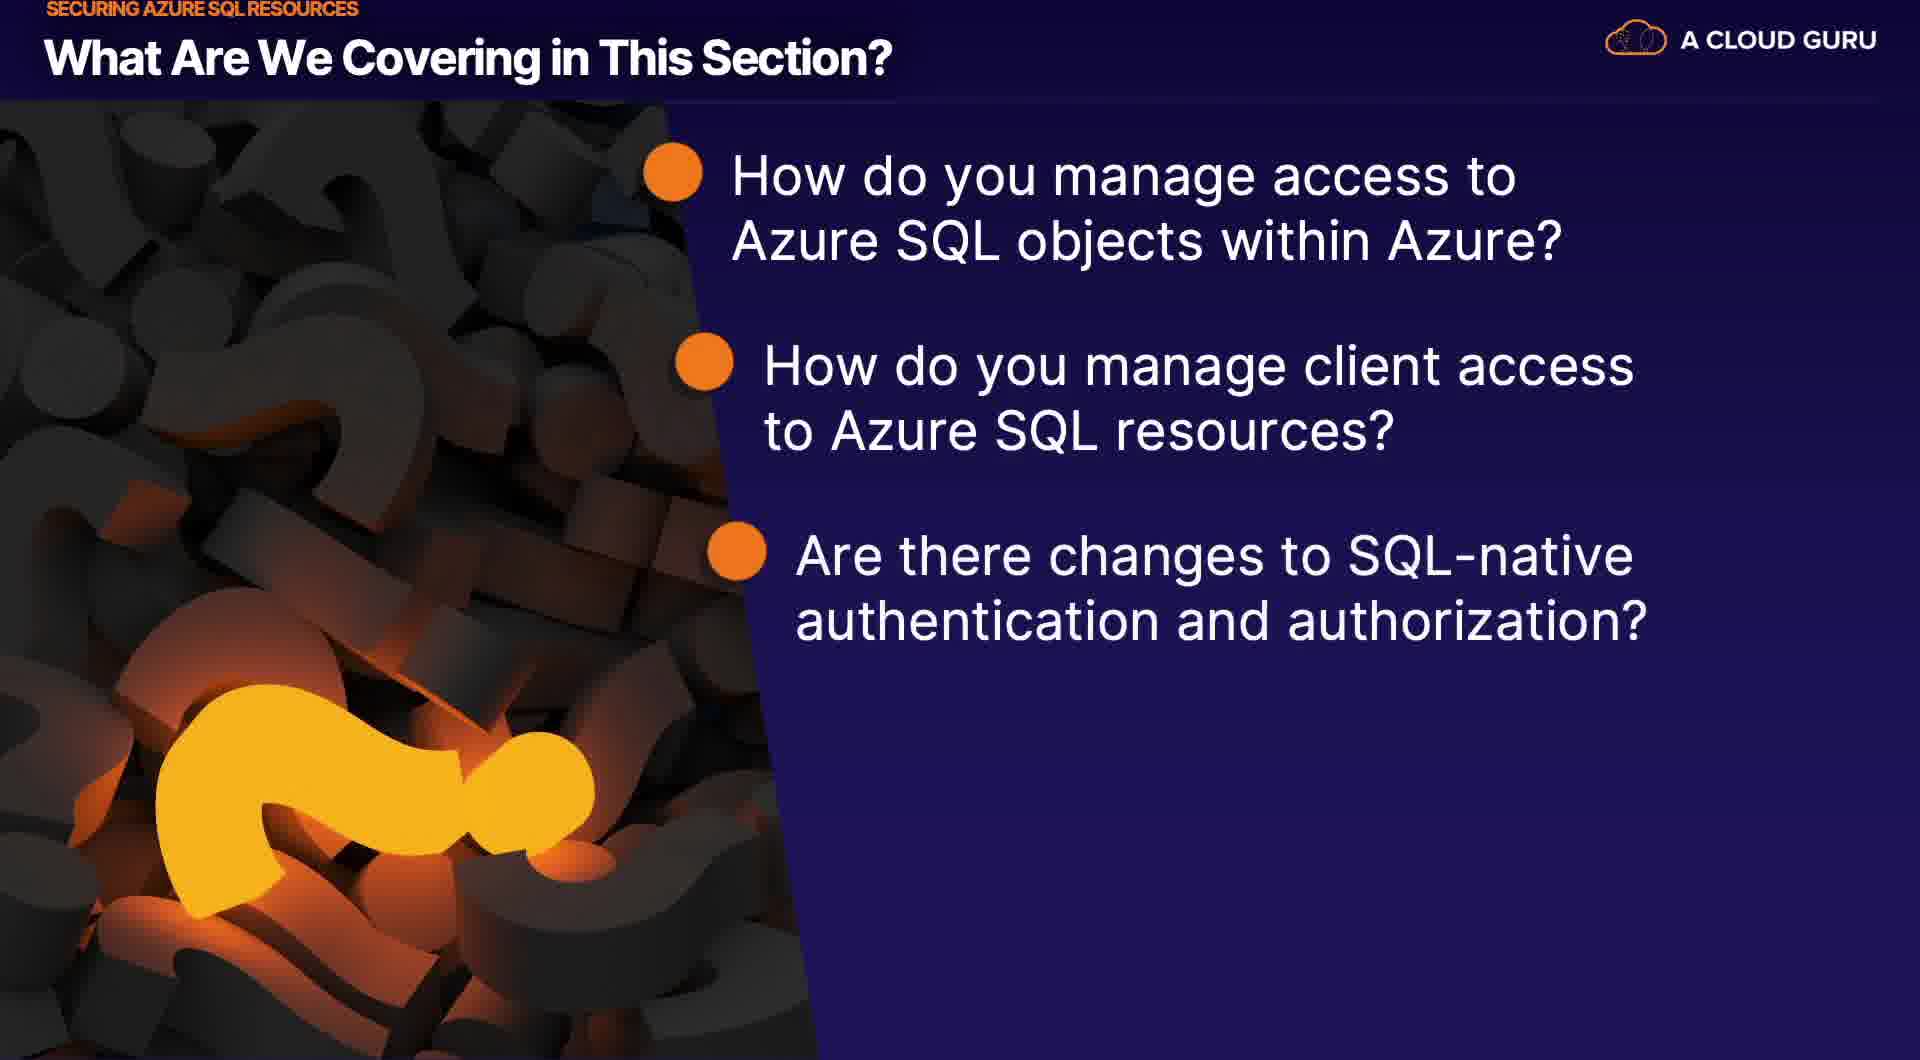 SECURING AZURE SQL RESOURCES
What Are We Covering in This Section?
A CLOUD GURU
How do you manage access to
Azure SQL objects within Azure?
How do you manage client access
to Azure SQL resources?
Are there changes to SQL-native
authentication and authorization?